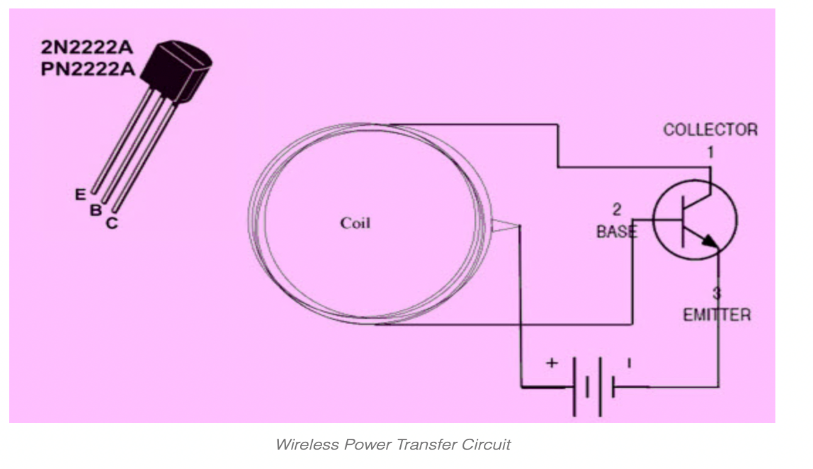 2N2222A
PN2222A
E
B
C
Coil
COLLECTOR
1
2
BASE
3
EMITTER
+
I
Wireless Power Transfer Circuit